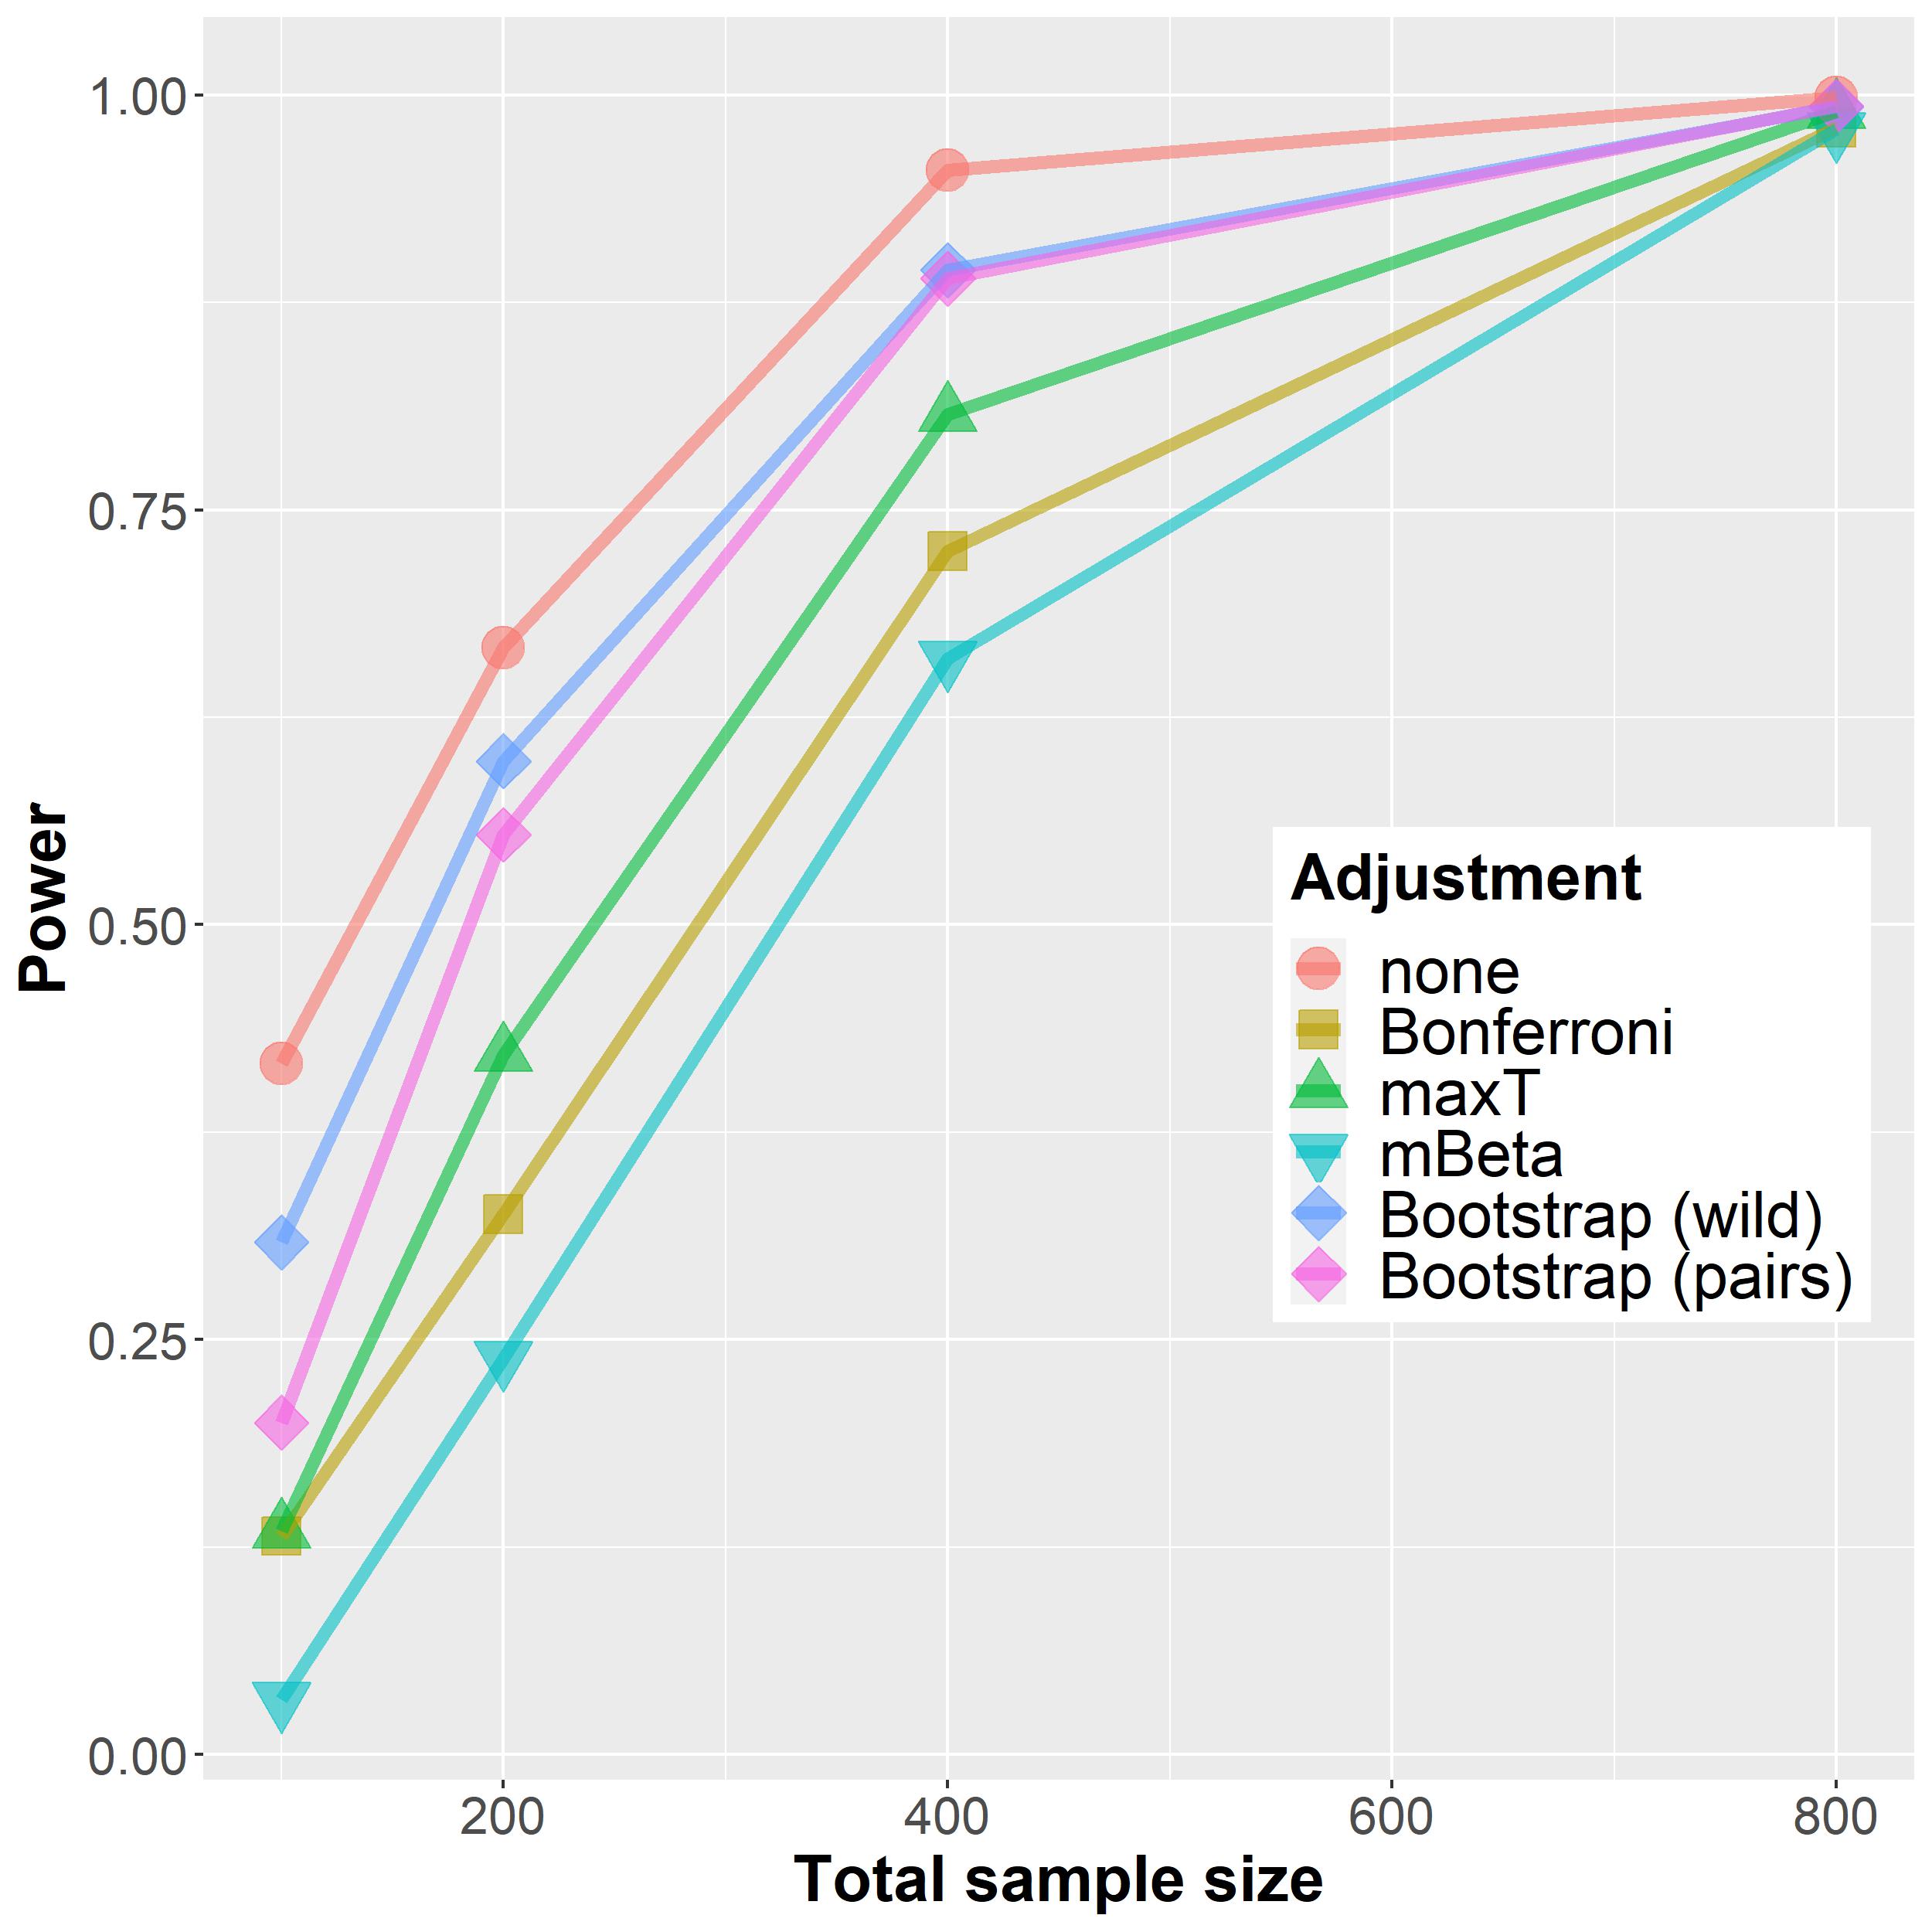 Power
1.00
0.75
0.50
0.25
0.00
Adjustment
none
Bonferroni
maxT
mBeta
Bootstrap (wild)
Bootstrap (pairs)
200 400 600 800
Total sample size